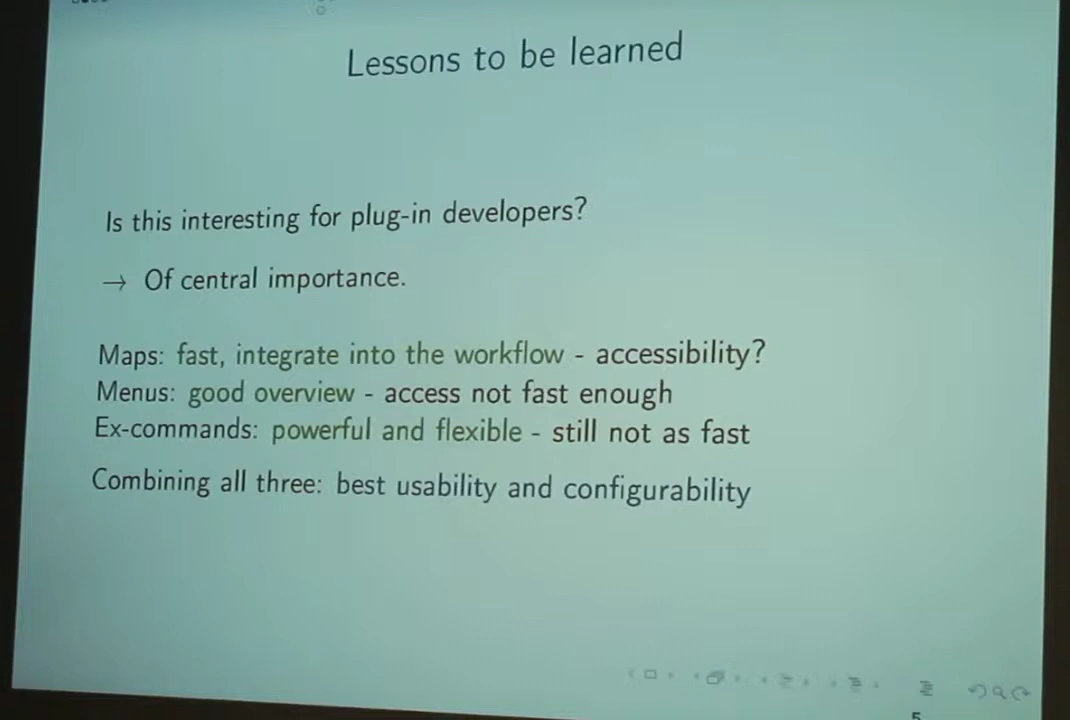 Lessons to be learned
Is this interesting for plug-in developers?
→ Of central importance.
Maps: fast, integrate into the workflow - accessibility?
Menus: good overview - access not fast enough
Ex-commands: powerful and flexible - still not as fast
Combining all three: best usability and configurability
5